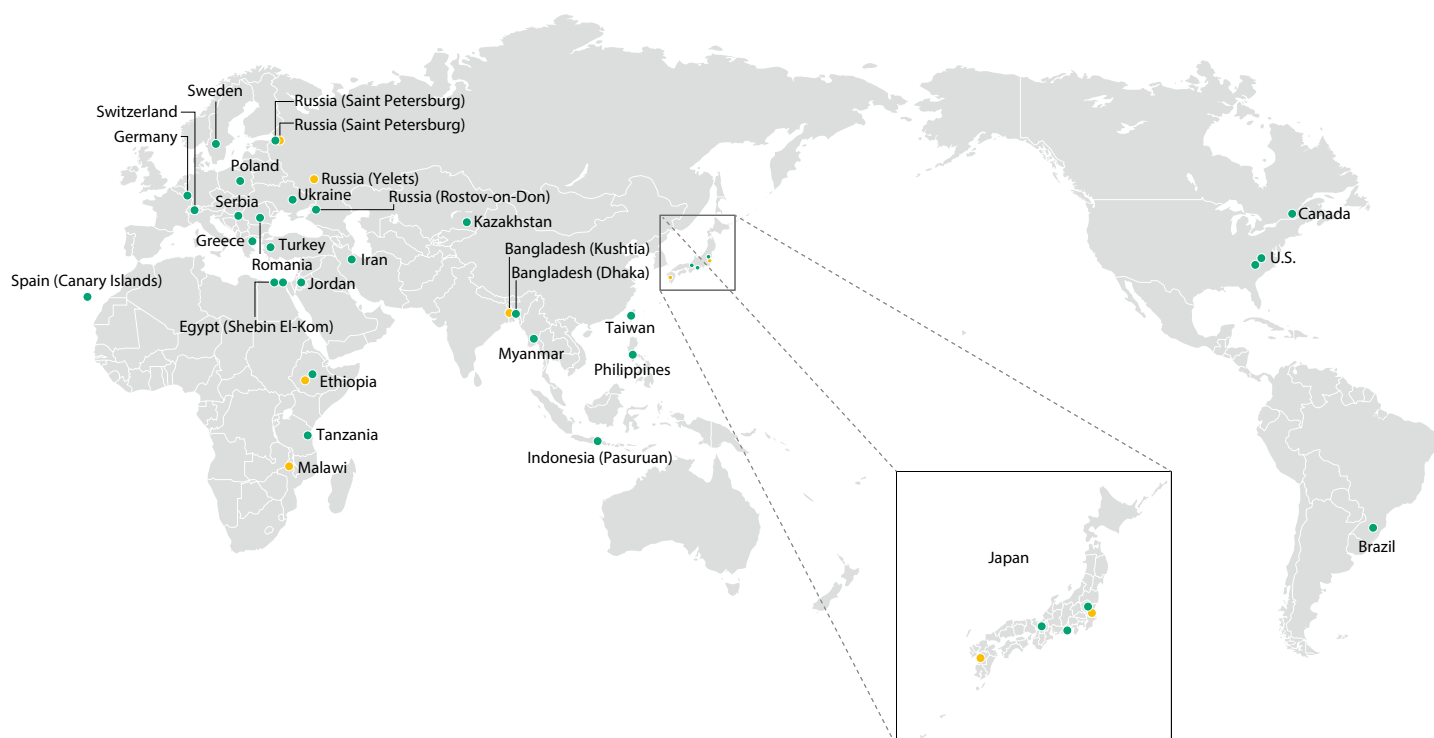 Sweden
Russia (Saint Petersburg)
Switzerland
Russia (Saint Petersburg)
Germany
Poland
Russia (Yelets)
Ukraine
Russia (Rostov-on-Don)
Serbia
Kazakhstan
Canada
Greece
Turkey
Bangladesh (Kushtia)
Romania
Iran
U.S.
Bangladesh (Dhaka)
Spain (Canary Islands)
Jordan
Egypt (Shebin El-Kom)
Taiwan
Myanmar
Philippines
Ethiopia
Tanzania
Indonesia (Pasuruan)
Malawi
Brazil
Japan